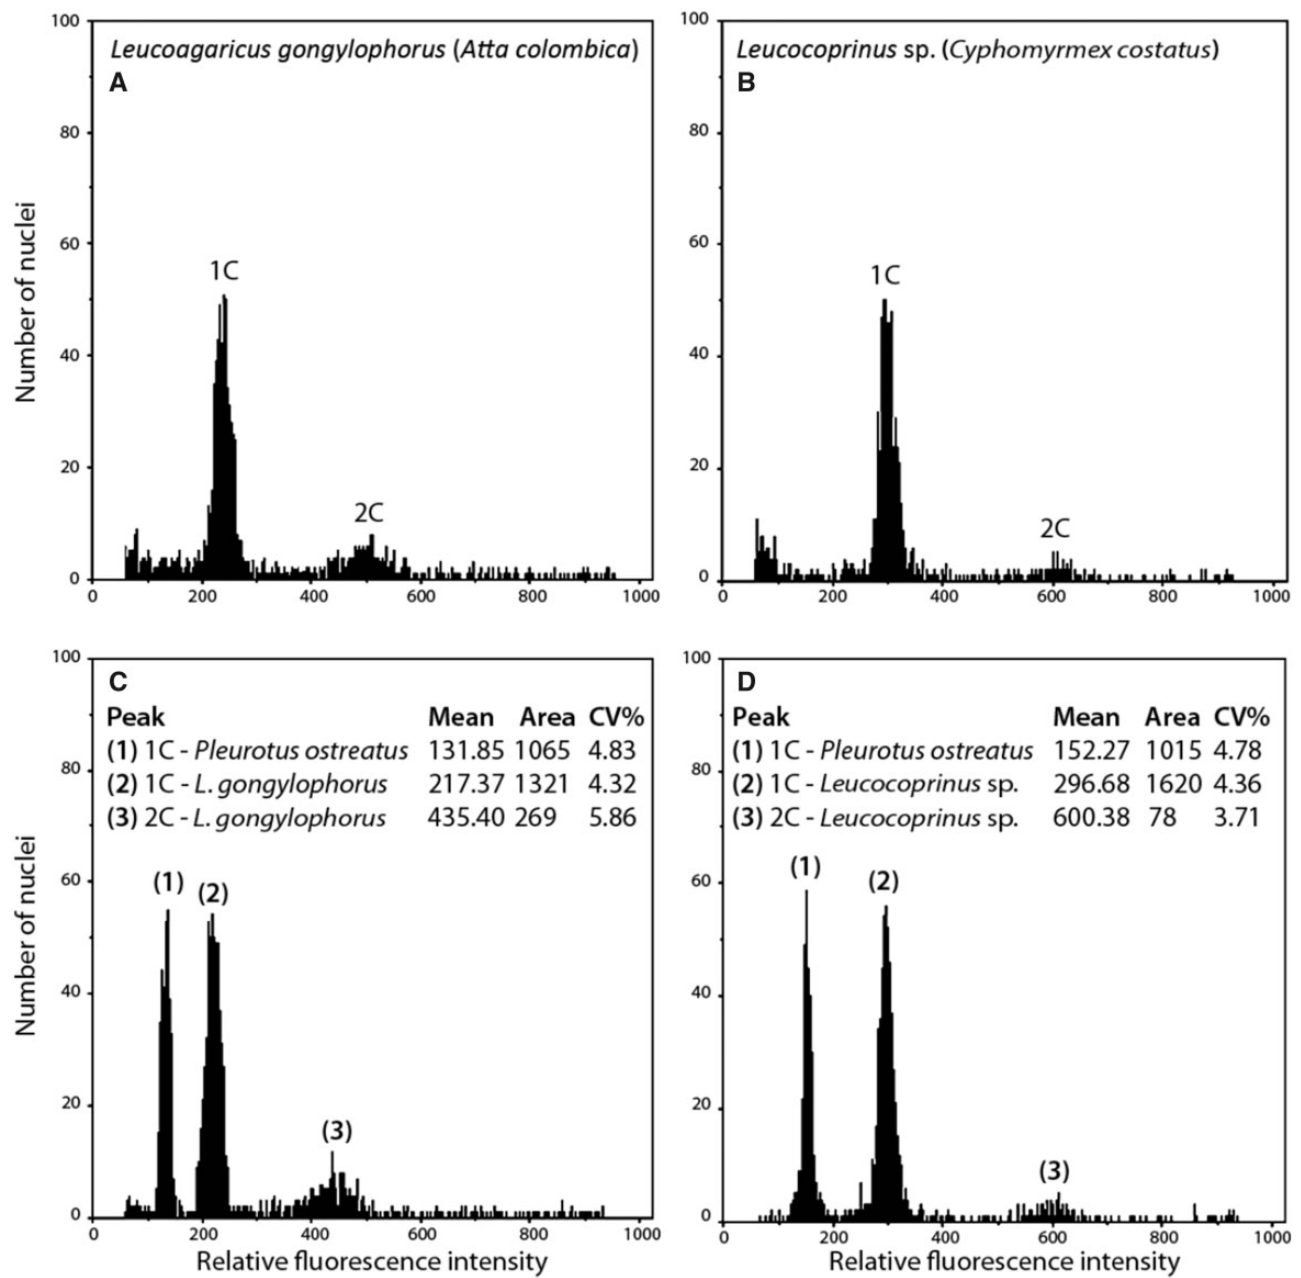 Leucoagaricus gongylophorus (Atta colombica)
A
1C
2C
Number of nuclei
100
80
60
40
20
0
0 200 400 600 800 1000
Leucocoprinus sp. (Cyphomyrmex costatus)
B
1C
2C
100
80
60
40
20
0
0 200 400 600 800 1000
C
Peak Mean Area CV%
(1) 1C - Pleurotus ostreatus 131.85 1065 4.83
(2) 1C - L. gongylophorus 217.37 1321 4.32
(3) 2C - L. gongylophorus 435.40 269 5.86
(1)
(2)
(3)
Number of nuclei
100
80
60
40
20
0
0 200 400 600 800 1000
Relative fluorescence intensity
D
Peak Mean Area CV%
(1) 1C - Pleurotus ostreatus 152.27 1015 4.78
(2) 1C - Leucocoprinus sp. 296.68 1620 4.36
(3) 2C - Leucocoprinus sp. 600.38 78 3.71
(1)
(2)
(3)
100
80
60
40
20
0
0 200 400 600 800 1000
Relative fluorescence intensity